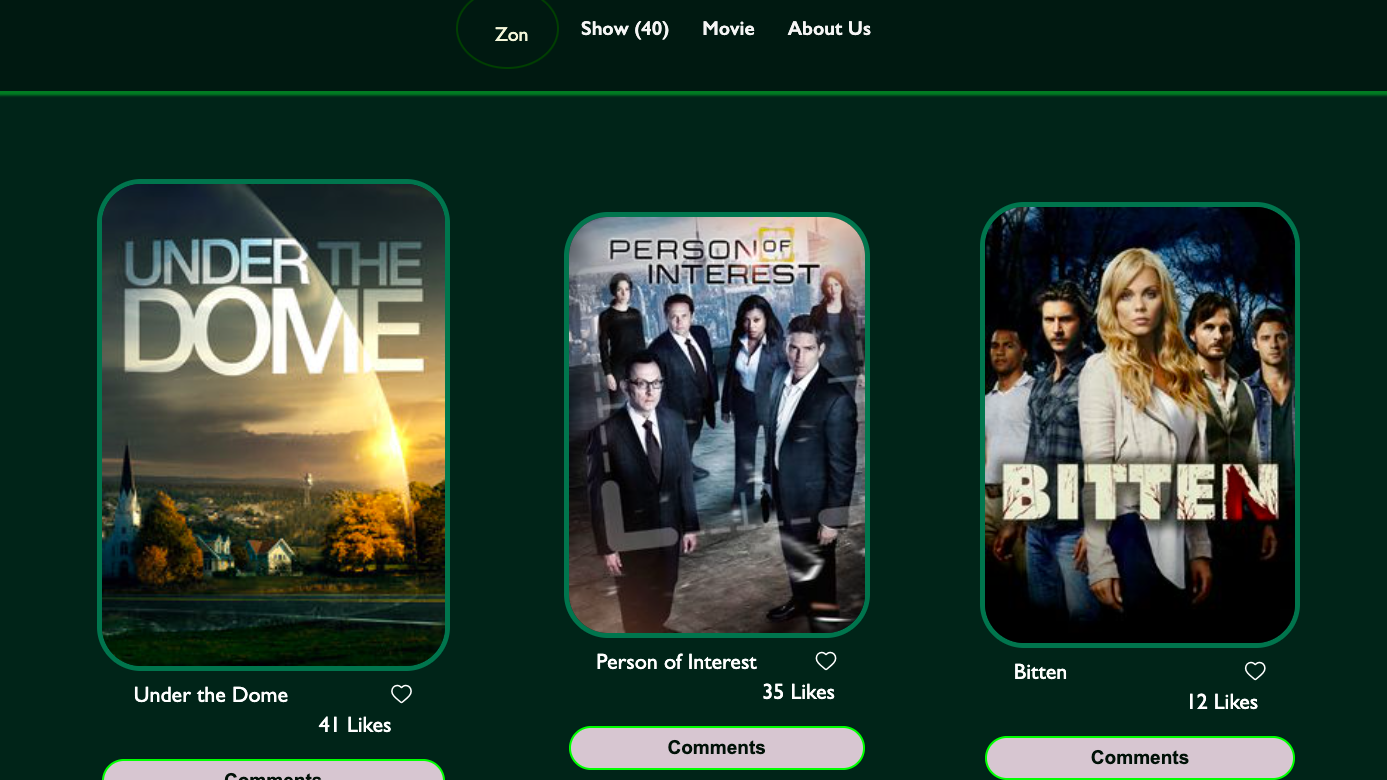 Zon
Show (40)
Movie
About Us
UNDER THE
DOME
Under the Dome
41 Likes
Comments
PERSON OF
INTEREST
Person of Interest
35 Likes
Comments
BITTEN
Bitten
12 Likes
Comments